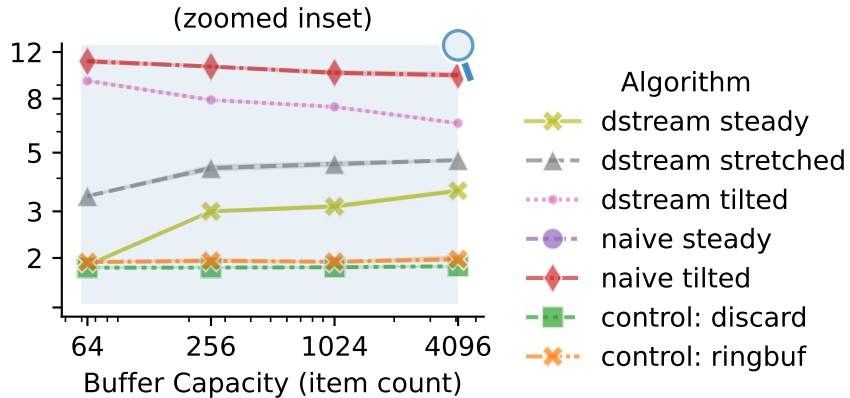 (zoomed inset)
12
8
5
3
2
64 256 1024 4096
Buffer Capacity (item count)
Algorithm
dstream steady
dstream stretched
dstream tilted
naive steady
naive tilted
control: discard
control: ringbuf